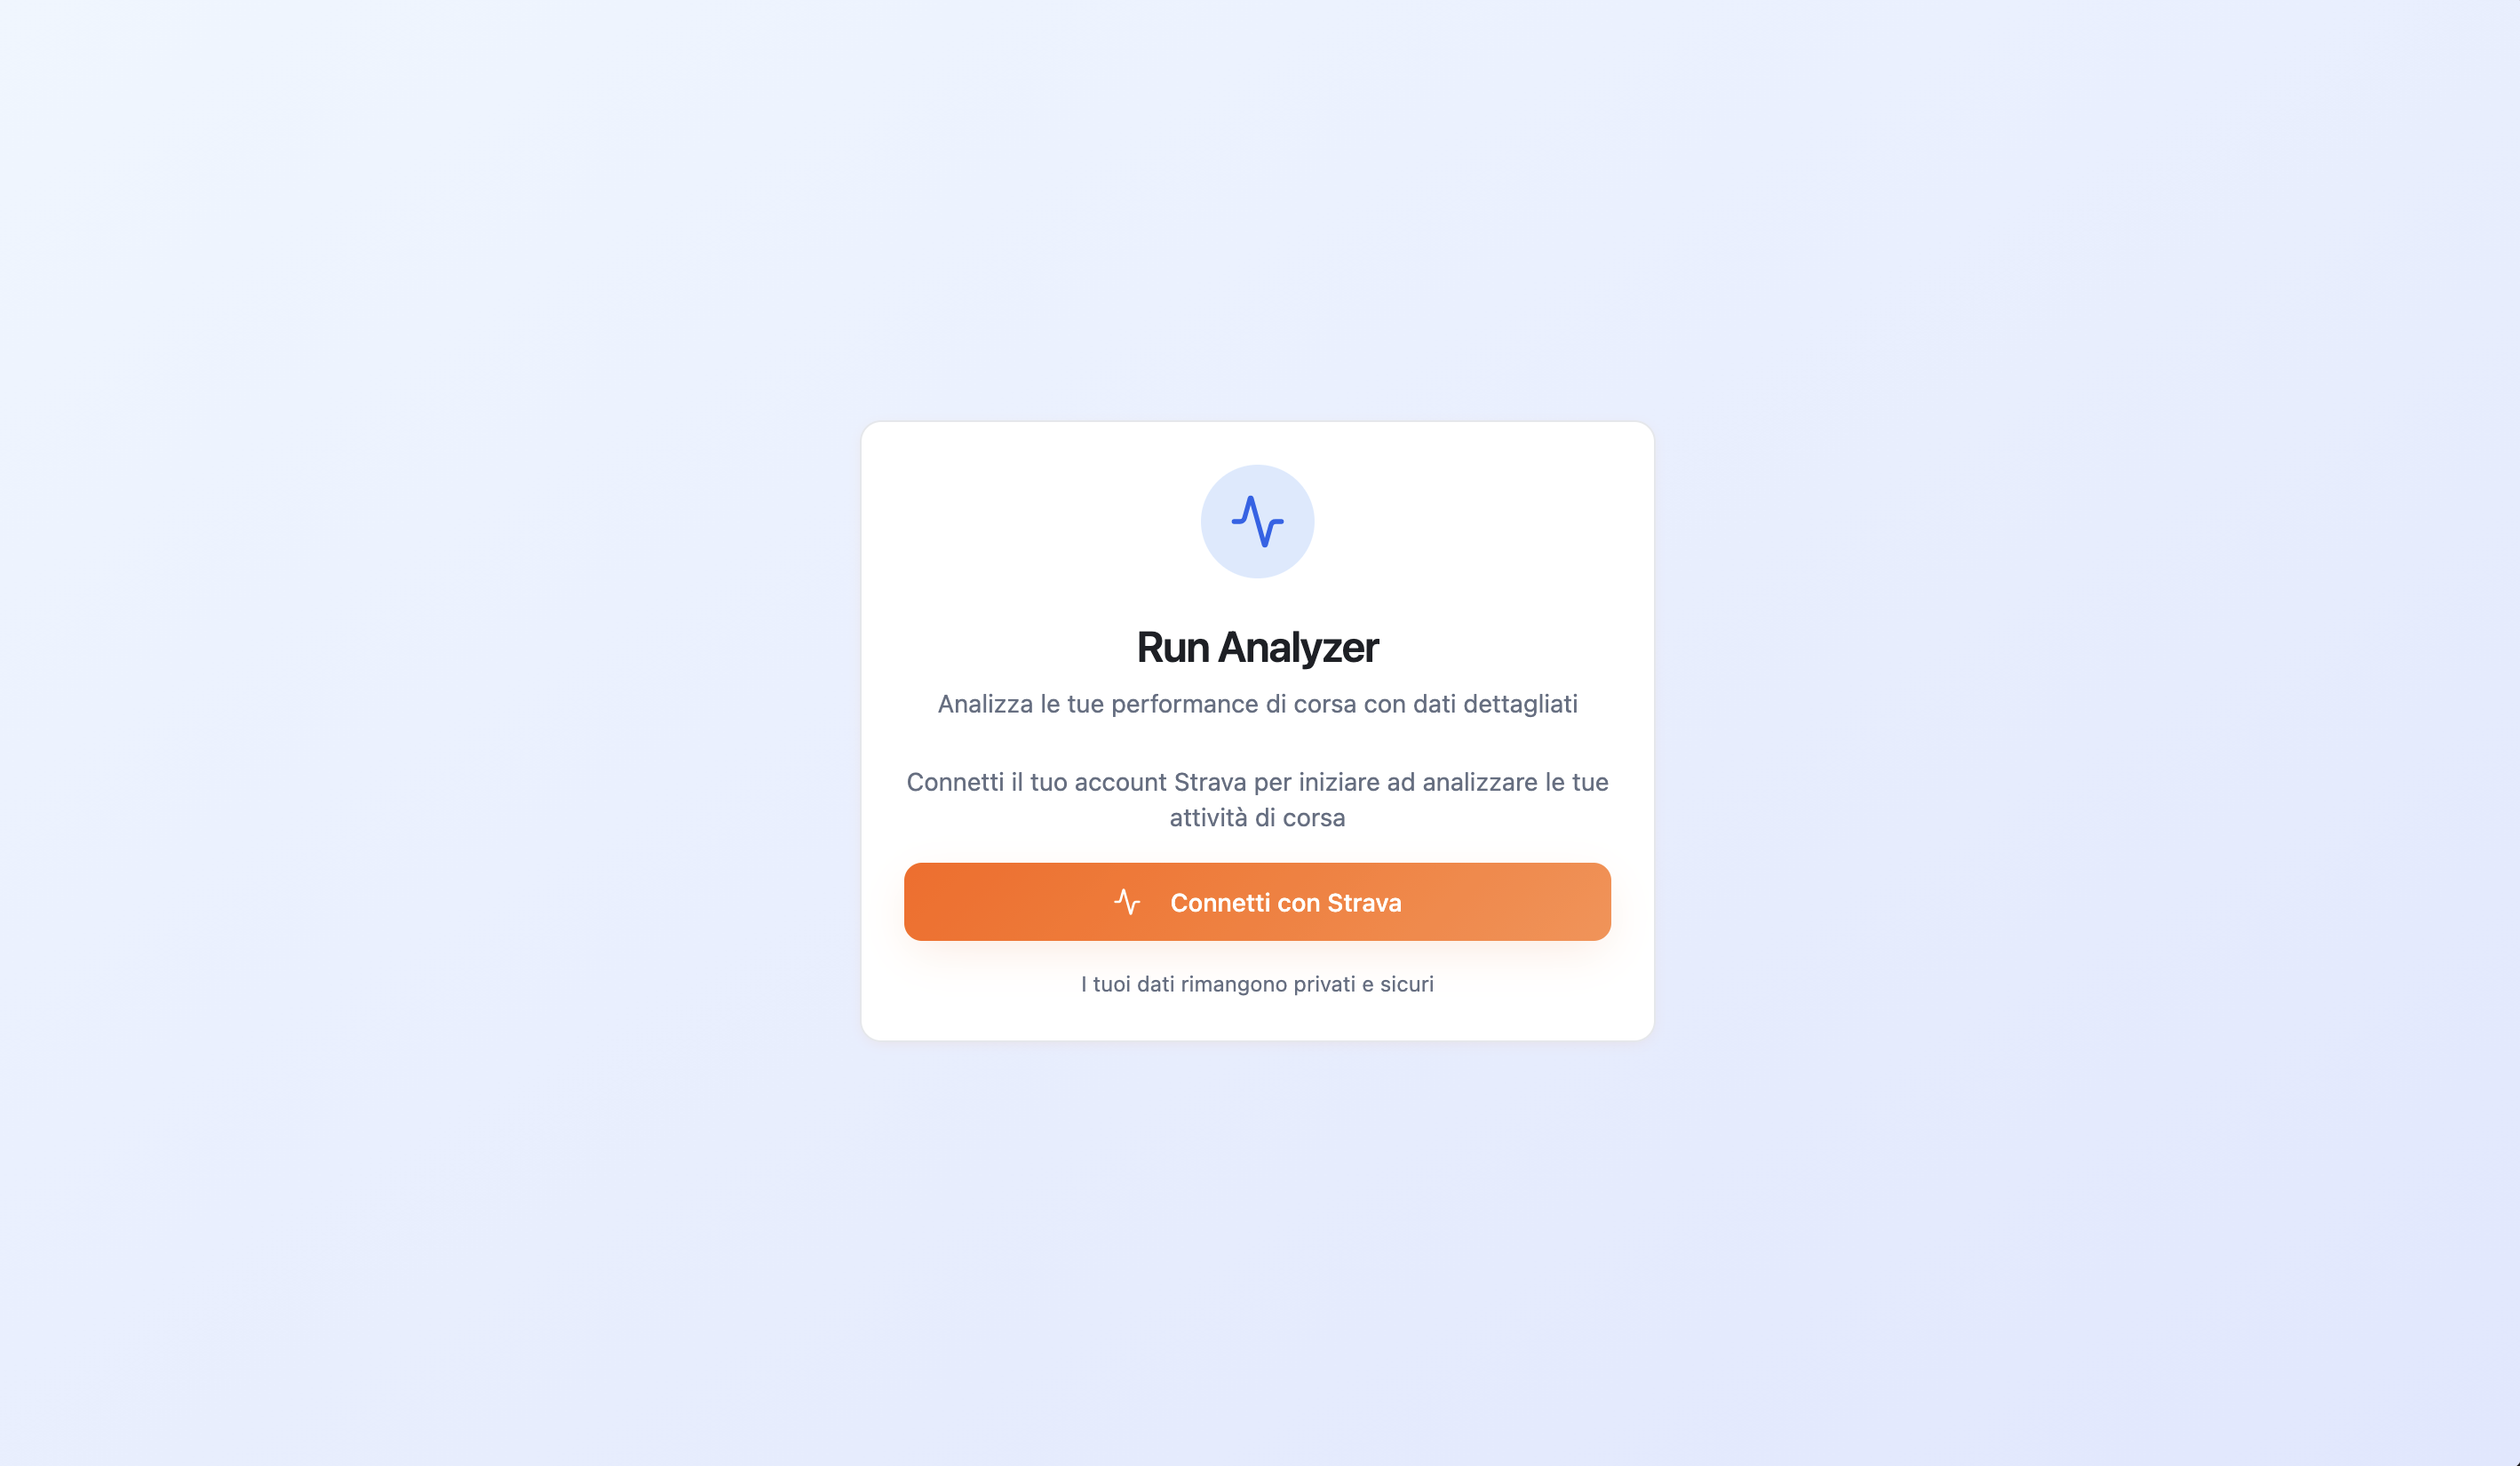 Run Analyzer
Analizza le tue performance di corsa con dati dettagliati
Connetti il tuo account Strava per iniziare ad analizzare le tue
attività di corsa
Connetti con Strava
I tuoi dati rimangono privati e sicuri